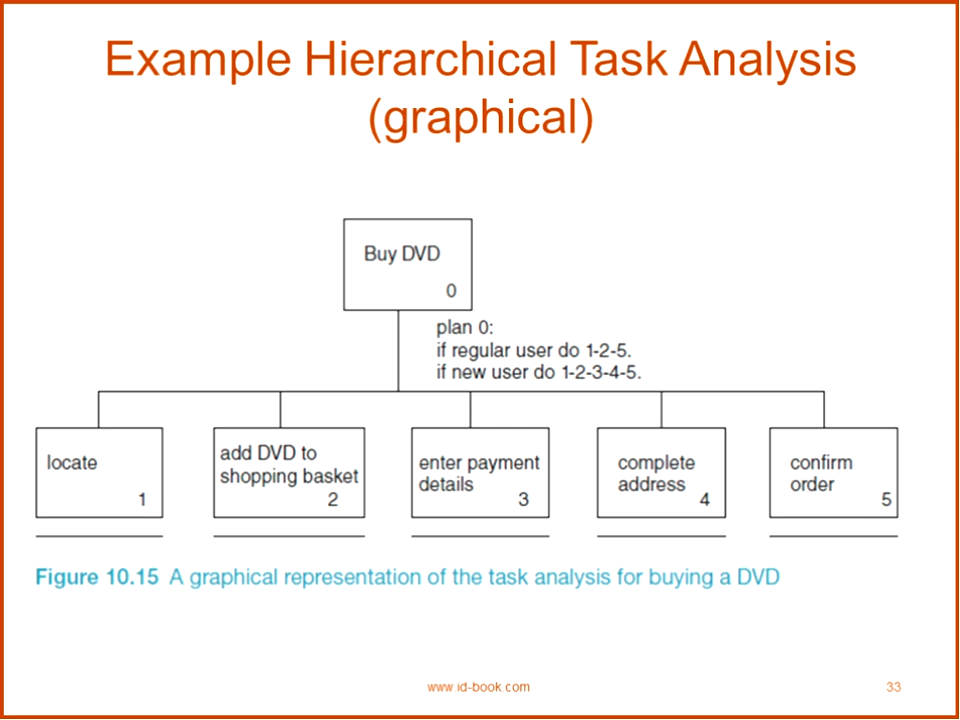 Example Hierarchical Task Analysis
(graphical)
Buy DVD
0
plan 0:
if regular user do 1-2-5.
if new user do 1-2-3-4-5.
locate
1
add DVD to
shopping basket
2
enter payment
details
3
complete
address
4
confirm
order
5
Figure 10.15 A graphical representation of the task analysis for buying a DVD
www.id-book.com
33